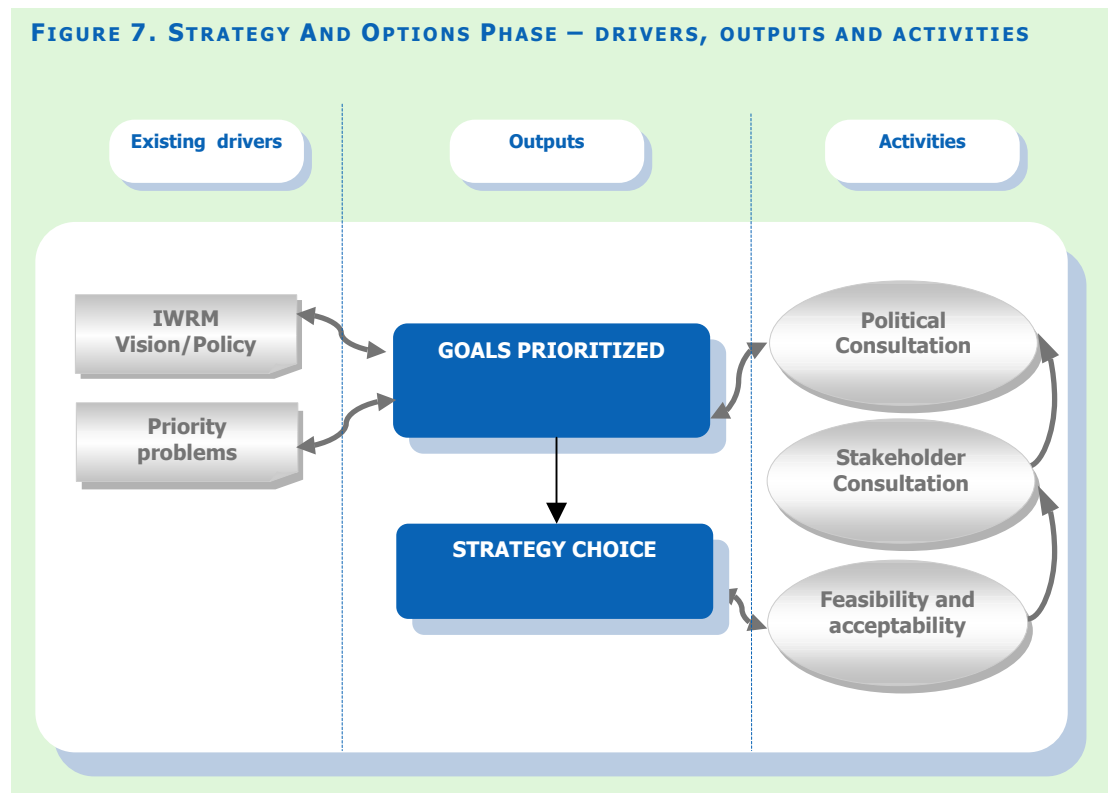 FIGURE 7. STRATEGY AND OPTIONS PHASE – DRIVERS, OUTPUTS AND ACTIVITIES
Existing drivers
Outputs
Activities
IWRM
Vision/Policy
Priority
problems
GOALS PRIORITIZED
STRATEGY CHOICE
Political
Consultation
Stakeholder
Consultation
Feasibility and
acceptability